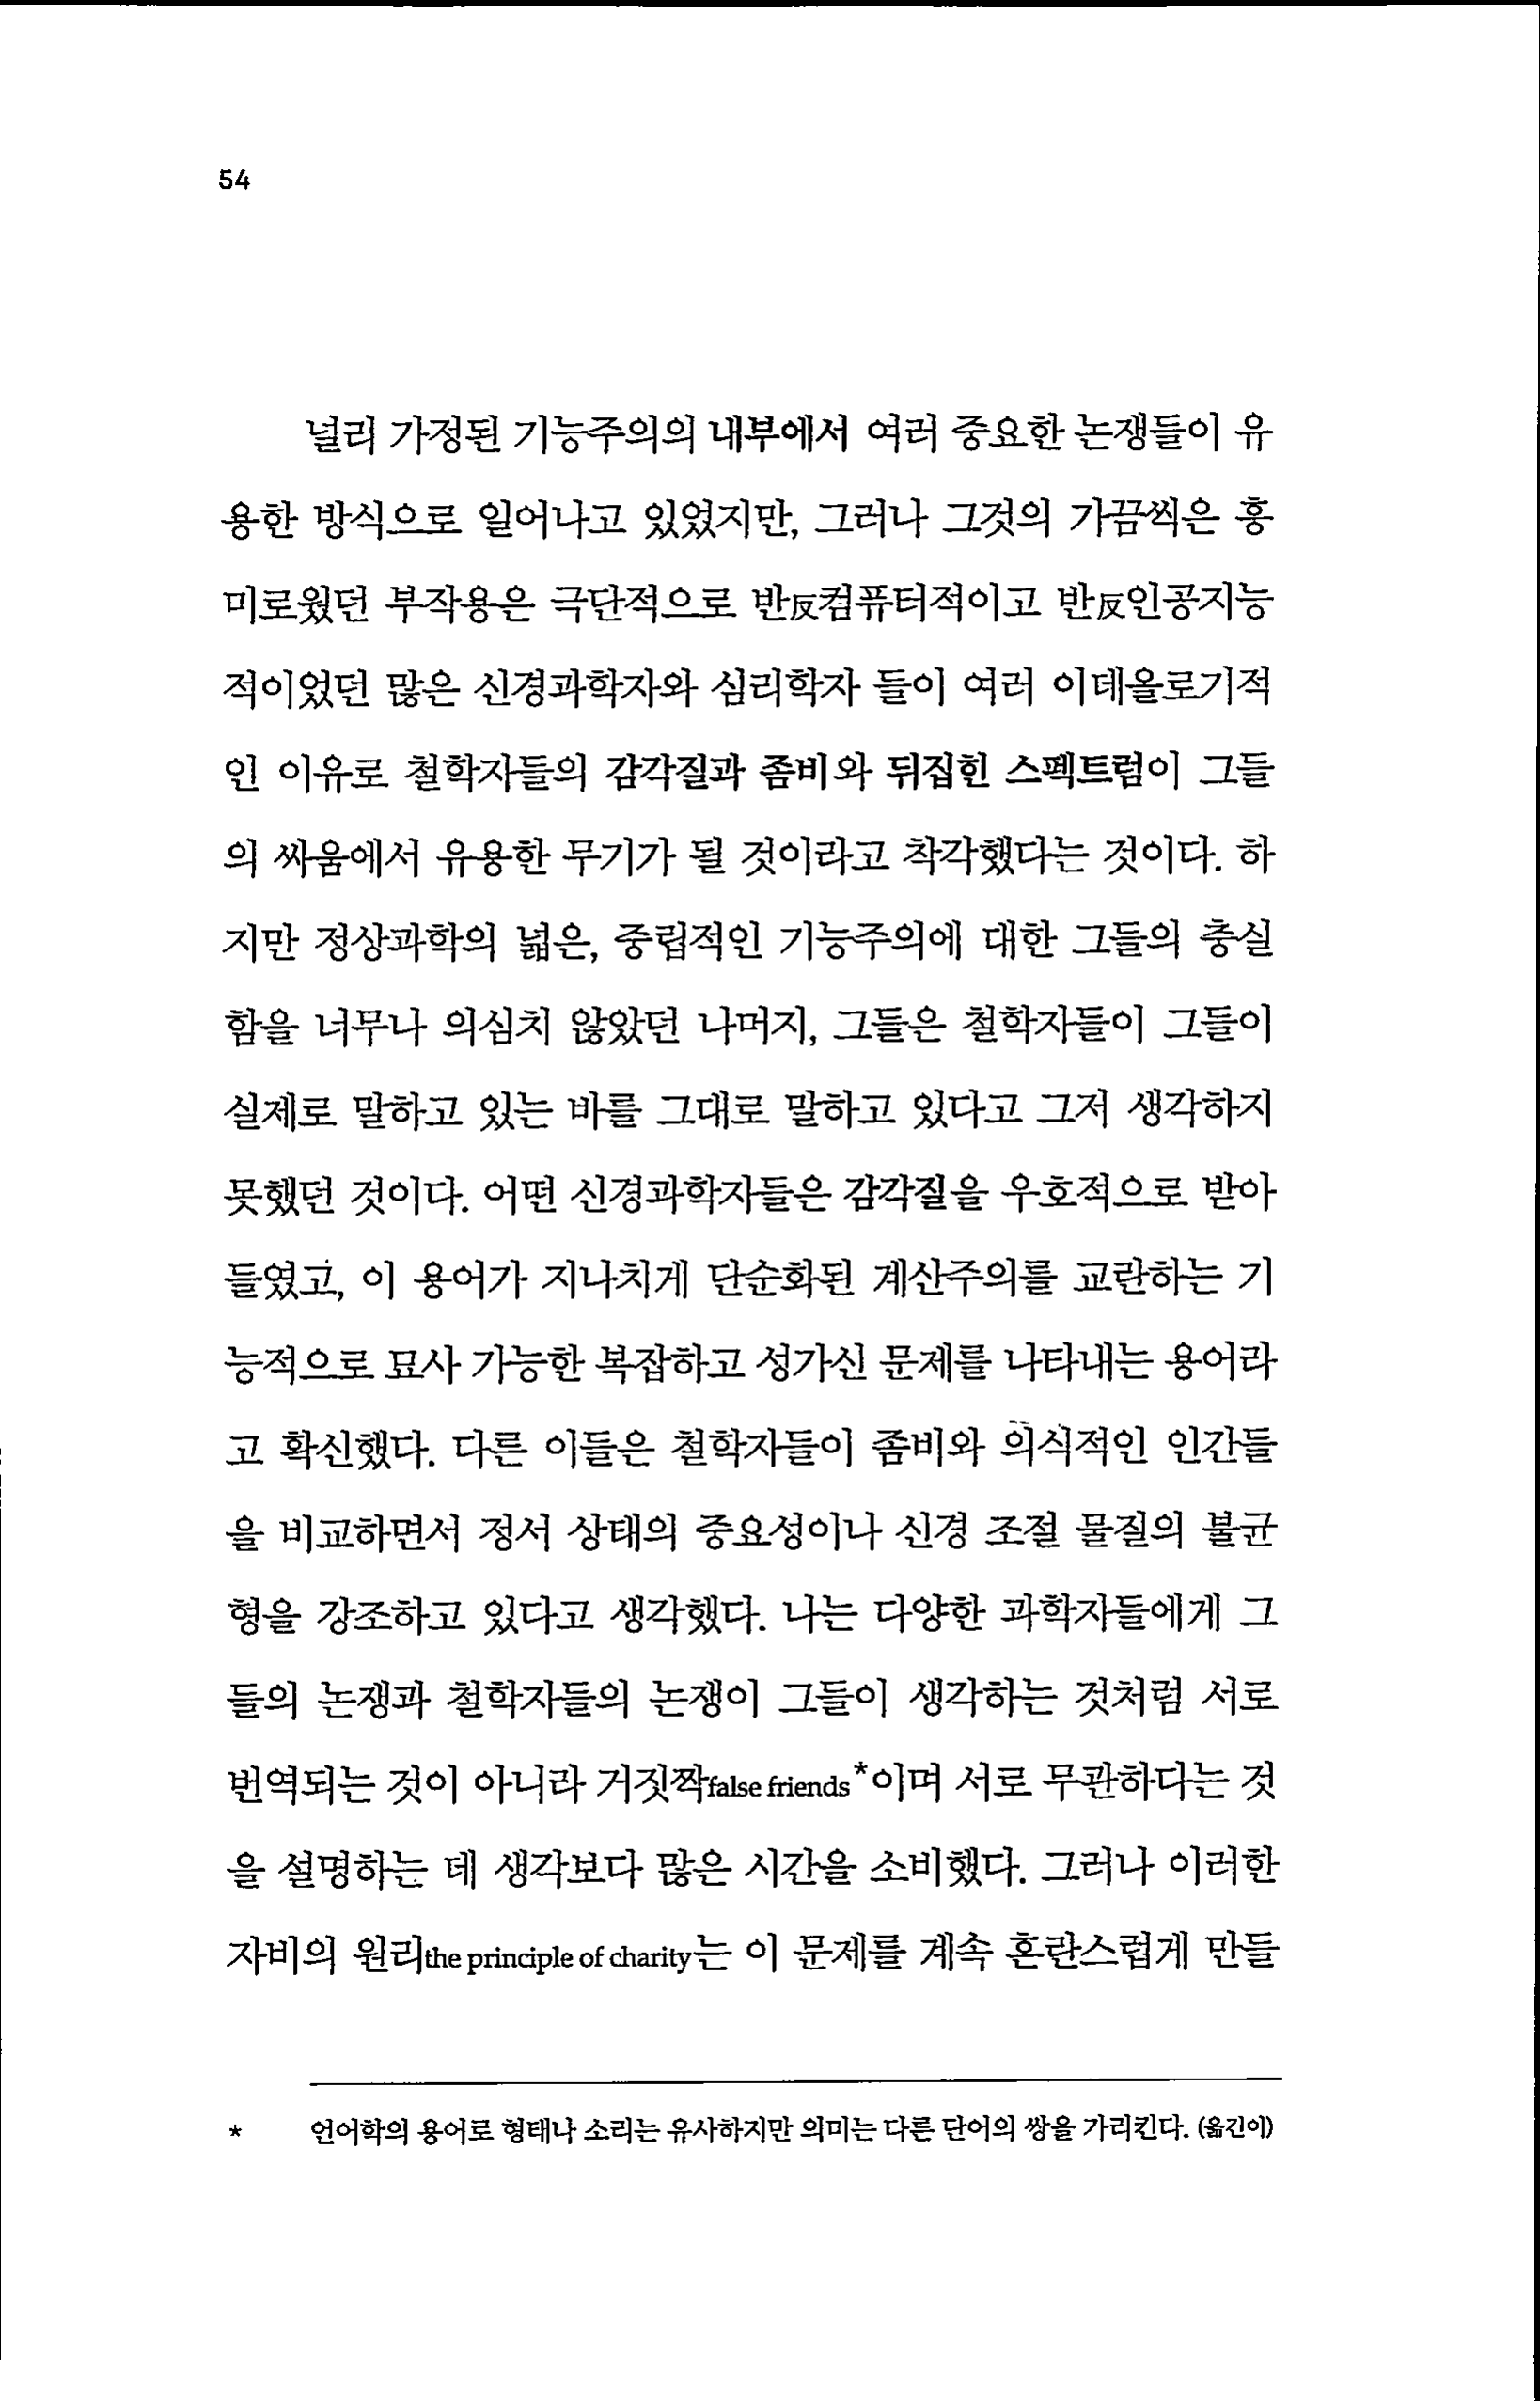 54
널리 가정된 기능주의의 내부에서 여러 중요한 논쟁들이 유
용한 방식으로 일어나고 있었지만, 그러나 그것의 가끔씩은 흥
미로웠던 부작용은 극단적으로 반反컴퓨터적이고 반反인공지능
적이었던 많은 신경과학자와 심리학자 들이 여러 이데올로기적
인 이유로 철학자들의 감각질과 좀비와 뒤집힌 스펙트럼이 그들
의 싸움에서 유용한 무기가 될 것이라고 착각했다는 것이다. 하
지만 정상과학의 넓은, 중립적인 기능주의에 대한 그들의 충실
함을 너무나 의심치 않았던 나머지, 그들은 철학자들이 그들이
실제로 말하고 있는 바를 그대로 말하고 있다고 그저 생각하지
못했던 것이다. 어떤 신경과학자들은 감각질을 우호적으로 받아
들였고, 이 용어가 지나치게 단순화된 계산주의를 교란하는 기
능적으로 묘사 가능한 복잡하고 성가신 문제를 나타내는 용어라
고 확신했다. 다른 이들은 철학자들이 좀비와 의식적인 인간들
을 비교하면서 정서 상태의 중요성이나 신경 조절 물질의 불균
형을 강조하고 있다고 생각했다. 나는 다양한 과학자들에게 그
들의 논쟁과 철학자들의 논쟁이 그들이 생각하는 것처럼 서로
번역되는 것이 아니라 거짓짝false friends*이며 서로 무관하다는 것
을 설명하는 데 생각보다 많은 시간을 소비했다. 그러나 이러한
자비의 원리the principle of charity는 이 문제를 계속 혼란스럽게 만들
* 언어학의 용어로 형태나 소리는 유사하지만 의미는 다른 단어의 쌍을 가리킨다. (옮긴이)